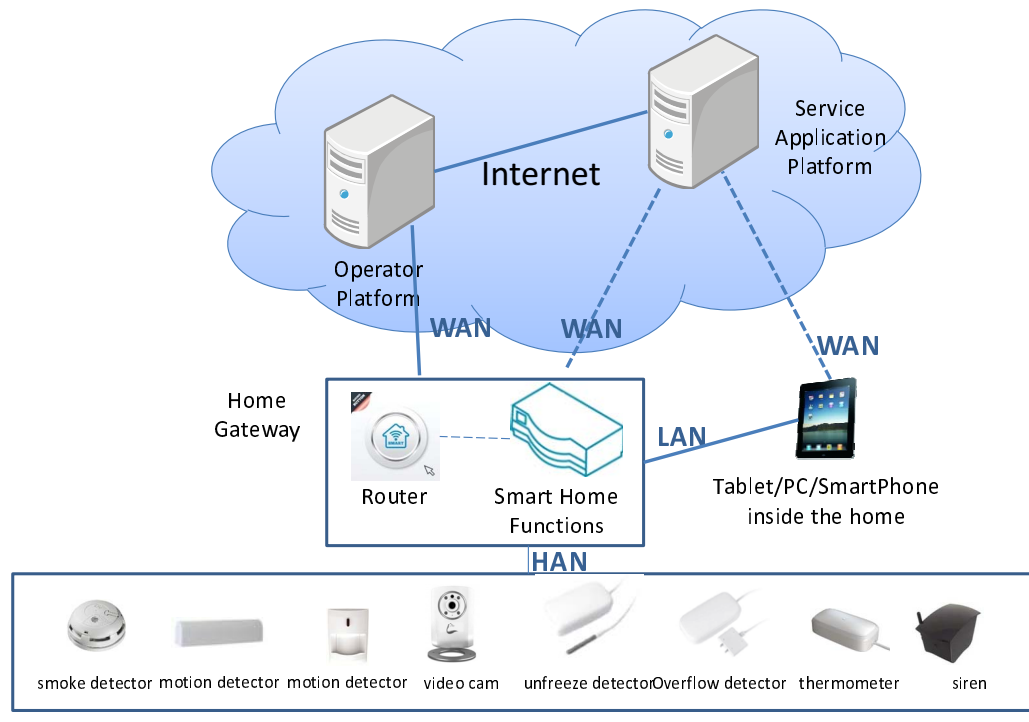 Service
Application
Platform
Internet
Operator
Platform
WAN
WAN
WAN
Home
Gateway
SMART
LAN
Router
Smart Home
Functions
Tablet/PC/SmartPhone
inside the home
HAN
smoke detector
motion detector
motion detector
video cam
unfreeze detector
Overflow detector
thermometer
siren